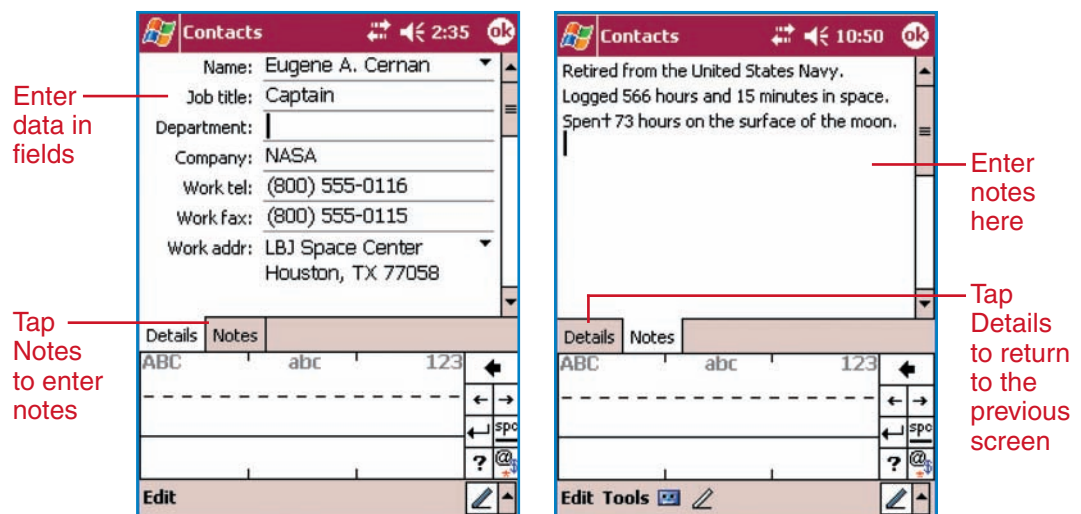 Contacts 2:35 ok
Name: Eugene A. Cernan
Job title: Captain
Department:
Company: NASA
Work tel: (800) 555-0116
Work fax: (800) 555-0115
Work addr: LBJ Space Center
Houston, TX 77058
Details Notes
ABC abc 123
spc
? @*$
Edit
Enter
data in
fields
Tap
Notes
to enter
notes
Contacts 10:50 ok
Retired from the United States Navy.
Logged 566 hours and 15 minutes in space.
Spen† 73 hours on the surface of the moon.
Details Notes
ABC abc 123
spc
? @*$
Edit Tools
Enter
notes
here
Tap
Details
to return
to the
previous
screen